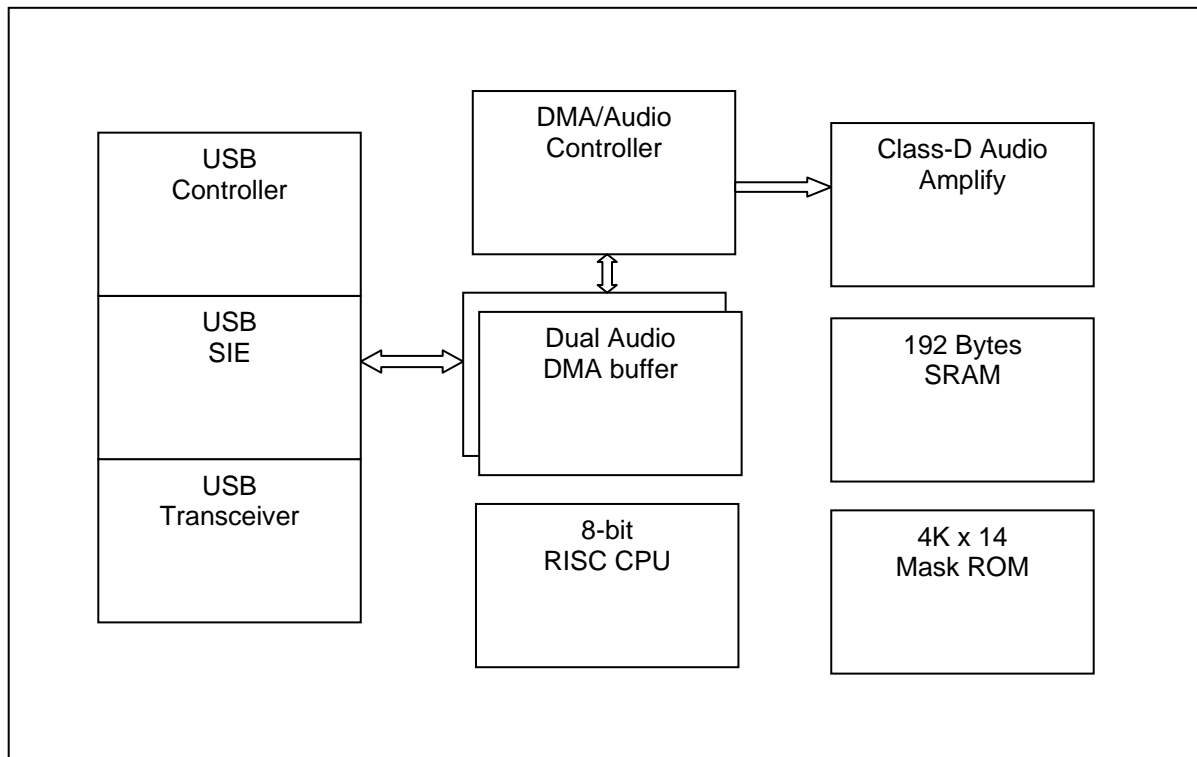 USB
Controller
USB
SIE
USB
Transceiver
DMA/Audio
Controller
Dual Audio
DMA buffer
8-bit
RISC CPU
Class-D Audio
Amplify
192 Bytes
SRAM
4K x 14
Mask ROM